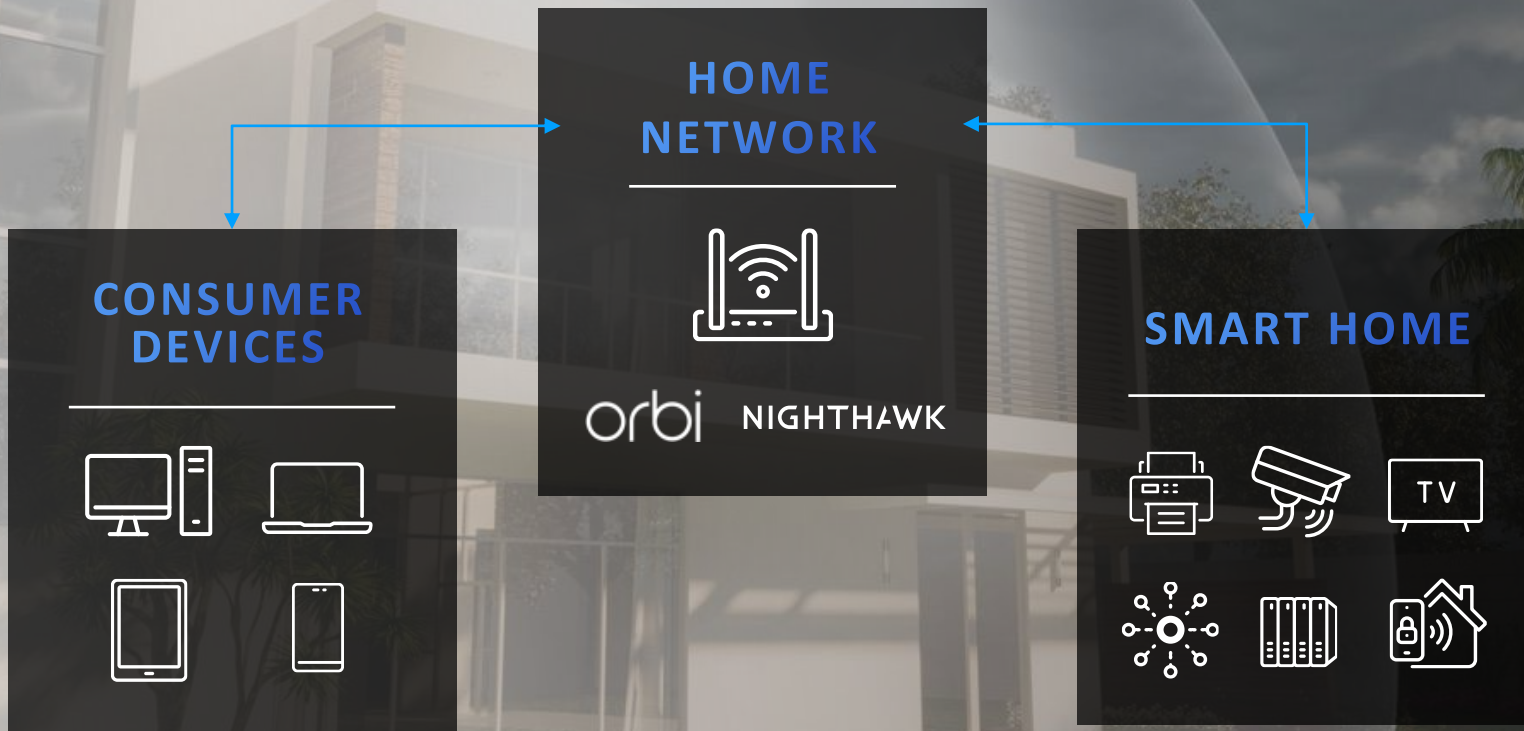 HOME
NETWORK
orbi NIGHTHAWK
CONSUMER
DEVICES
SMART HOME
TV